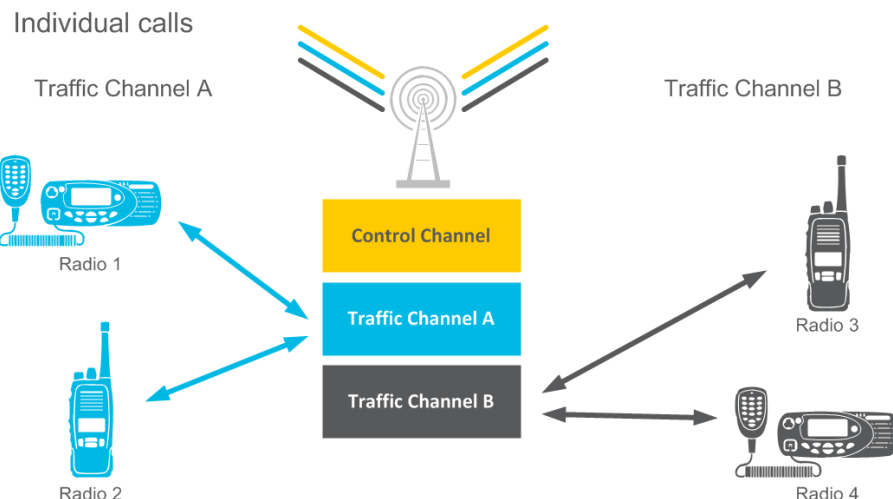 Individual calls
Traffic Channel A
Traffic Channel B
Control Channel
Radio 1
Traffic Channel A
Radio 3
Traffic Channel B
Radio 2
Radio 4